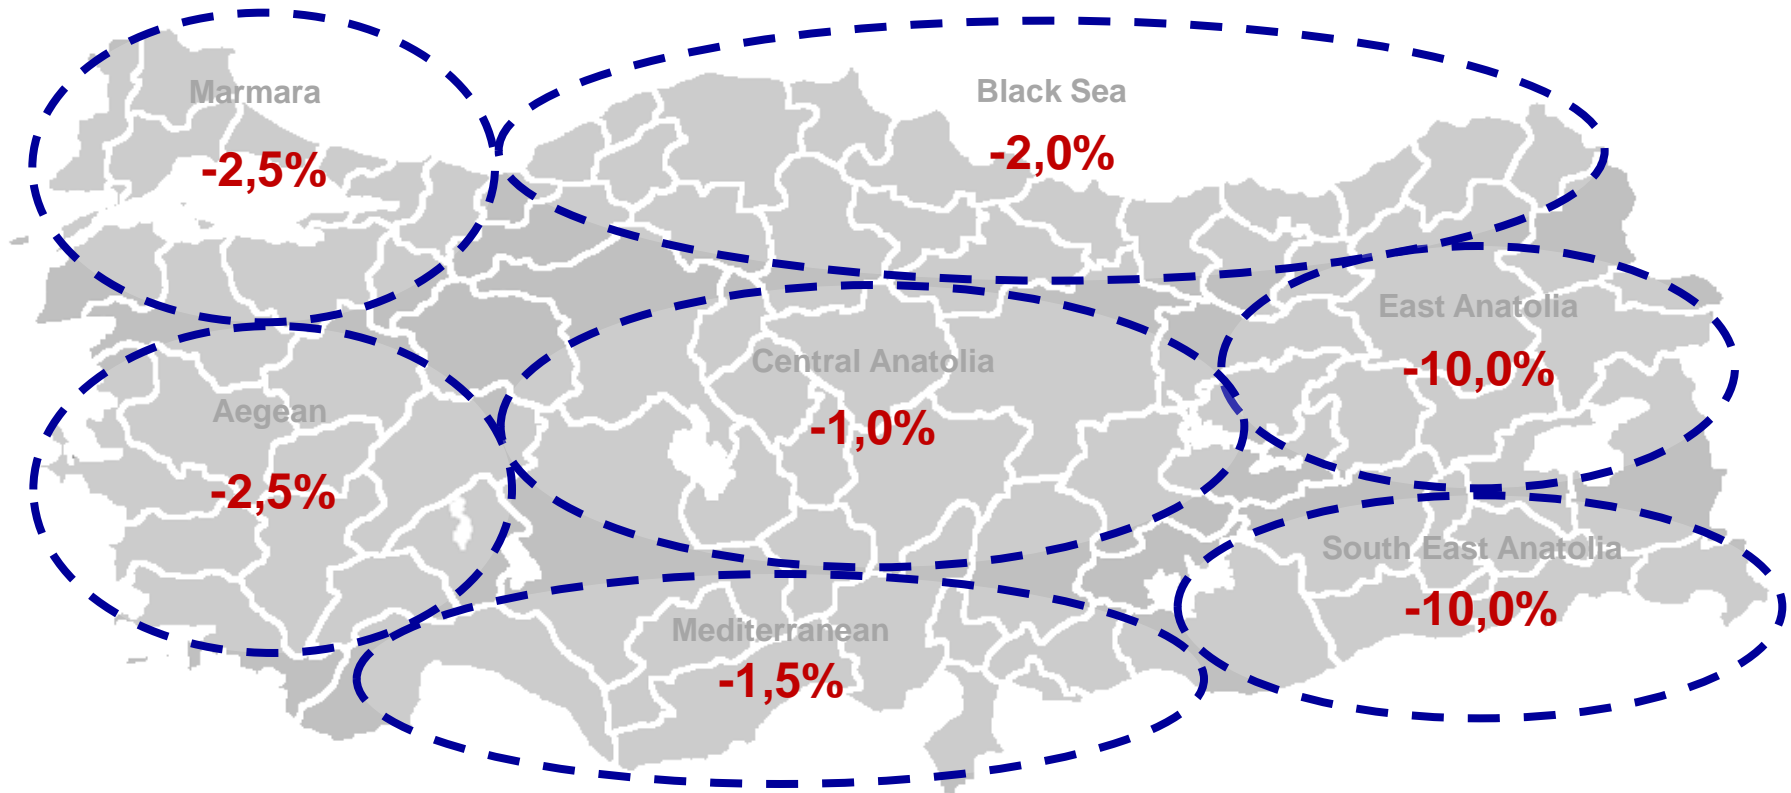 Marmara
-2,5%
Black Sea
-2,0%
East Anatolia
-10,0%
Central Anatolia
-1,0%
Aegean
-2,5%
South East Anatolia
-10,0%
Mediterranean
-1,5%